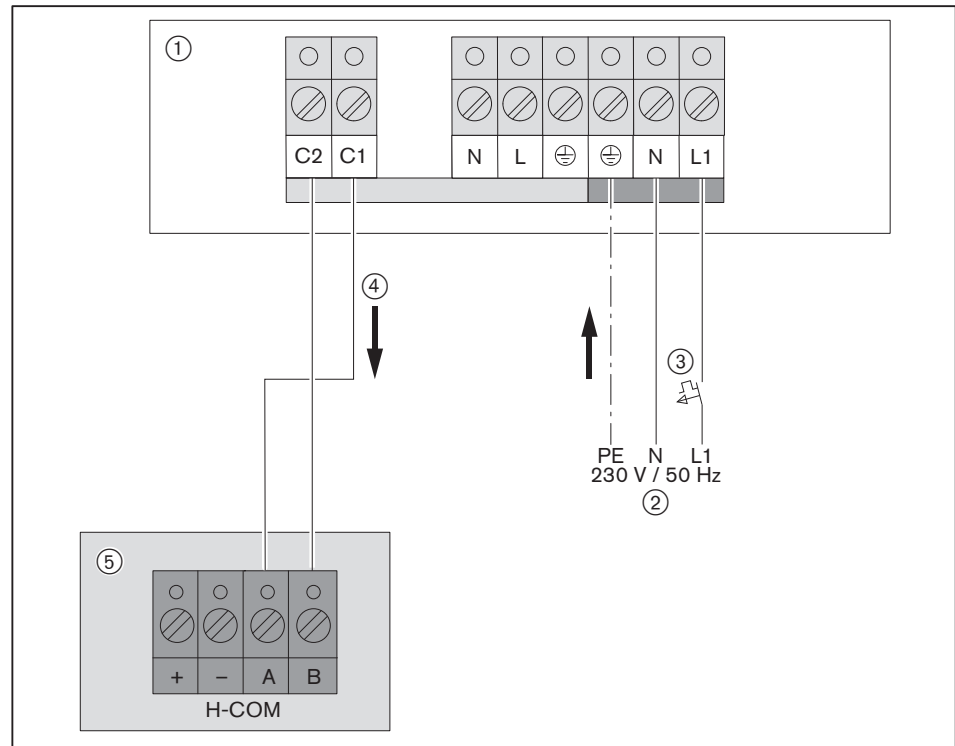 ①
C2 C1 N L ⏚ ⏚ N L1
④
③
PE N L1
230 V / 50 Hz
②
⑤
+ – A B
H-COM